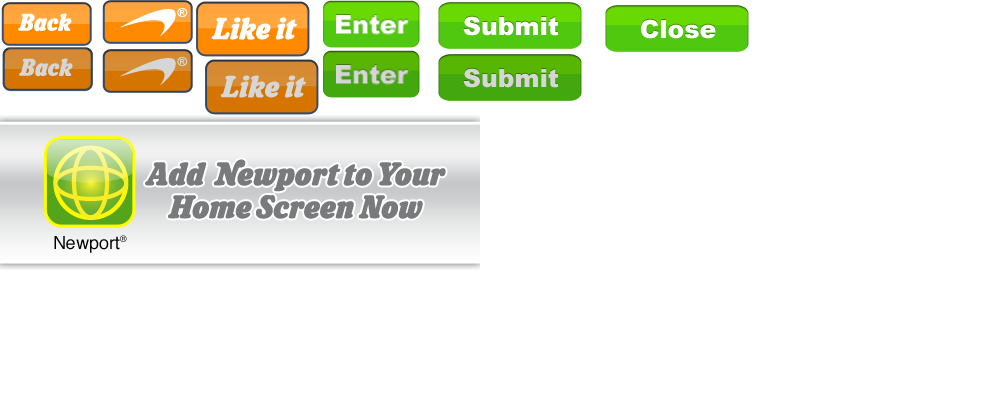 Back
®
Like it
Enter
Submit
Close
Back
®
Like it
Enter
Submit
Add Newport to Your
Home Screen Now
Newport®